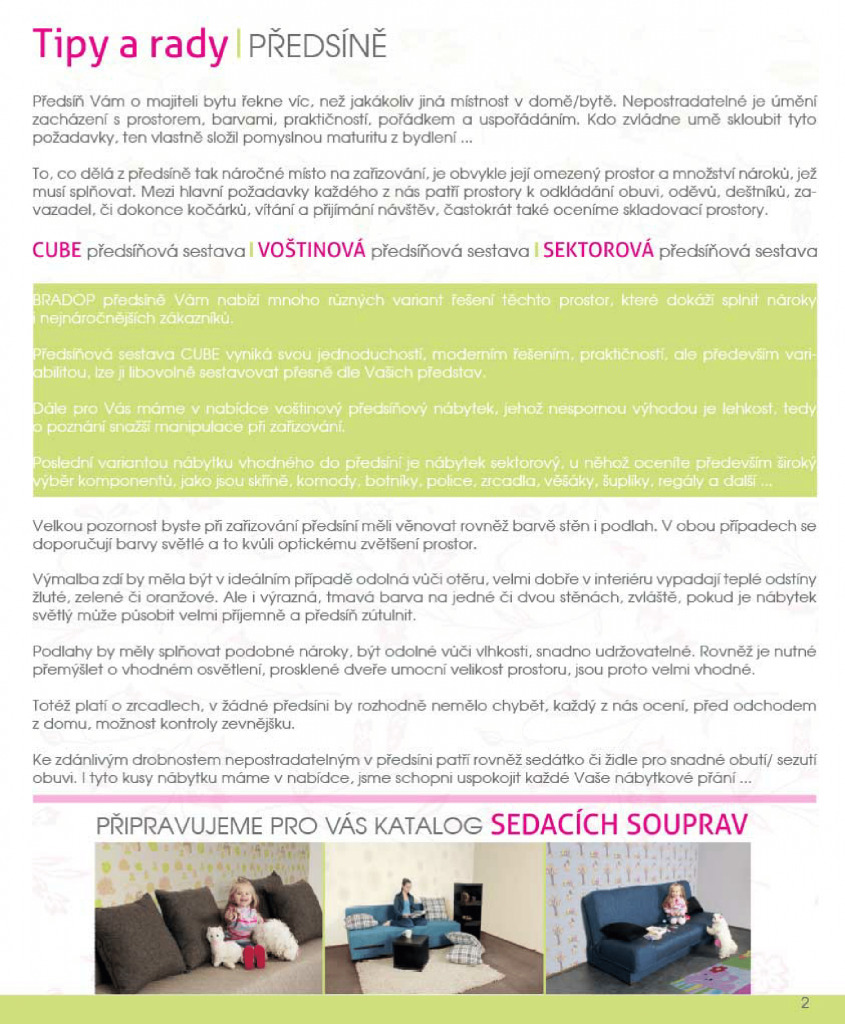 Tipy a rady | PŘEDSÍNĚ
Předsíň Vám o majiteli bytu řekne víc, než jakákoliv jiná místnost v domě/bytě. Nepostradatelné je umění
zacházení s prostorem, barvami, praktičností, pořádkem a uspořádáním. Kdo zvládne umě skloubit tyto
požadavky, ten vlastně složil pomyslnou maturitu z bydlení ...
To, co dělá z předsíně tak náročné místo na zařizování, je obvykle její omezený prostor a množství nároků, jež
musí splňovat. Mezi hlavní požadavky každého z nás patří prostory k odkládání obuvi, oděvů, deštníků, za-
vazadel, či dokonce kočárků, vítání a přijímání návštěv, častokrát také oceníme skladovací prostory.
CUBE předsíňová sestava | VOŠTINOVÁ předsíňová sestava | SEKTOROVÁ předsíňová sestava
BRADOP předsíně Vám nabízí mnoho různých variant řešení těchto prostor, které dokáží splnit nároky
i nejnáročnějších zákazníků.
Předsíňová sestava CUBE vyniká svou jednoduchostí, moderním řešením, praktičností, ale především vari-
abilitou, lze ji libovolně sestavovat přesně dle Vašich představ.
Dále pro Vás máme v nabídce voštinový předsíňový nábytek, jehož nespornou výhodou je lehkost, tedy
o poznání snažší manipulace při zařizování.
Poslední variantou nábytku vhodného do předsíní je nábytek sektorový, u něhož oceníte především široký
výběr komponentů, jako jsou skříně, komody, botníky, police, zrcadla, věšáky, šuplíky, regály a další ...
Velkou pozornost byste při zařizování předsíní měli věnovat rovněž barvě stěn i podlah. V obou případech se
doporučují barvy světlé a to kvůli optickému zvětšení prostor.
Výmalba zdí by měla být v ideálním případě odolná vůči otěru, velmi dobře v interiéru vypadají teplé odstíny
žluté, zelené či oranžové. Ale i výrazná, tmavá barva na jedné či dvou stěnách, zvláště, pokud je nábytek
světlý může působit velmi příjemně a předsíň zútulnit.
Podlahy by měly splňovat podobné nároky, být odolné vůči vlhkosti, snadno udržovatelné. Rovněž je nutné
přemýšlet o vhodném osvětlení, prosklené dveře umocní velikost prostoru, jsou proto velmi vhodné.
Totéž platí o zrcadlech, v žádné předsíni by rozhodně nemělo chybět, každý z nás ocení, před odchodem
z domu, možnost kontroly zevnějšku.
Ke zdánlivým drobnostem nepostradatelným v předsíni patří rovněž sedátko či židle pro snadné obutí/ sezutí
obuvi. I tyto kusy nábytku máme v nabídce, jsme schopni uspokojit každé Vaše nábytkové přání ...
PŘIPRAVUJEME PRO VÁS KATALOG SEDACÍCH SOUPRAV
2